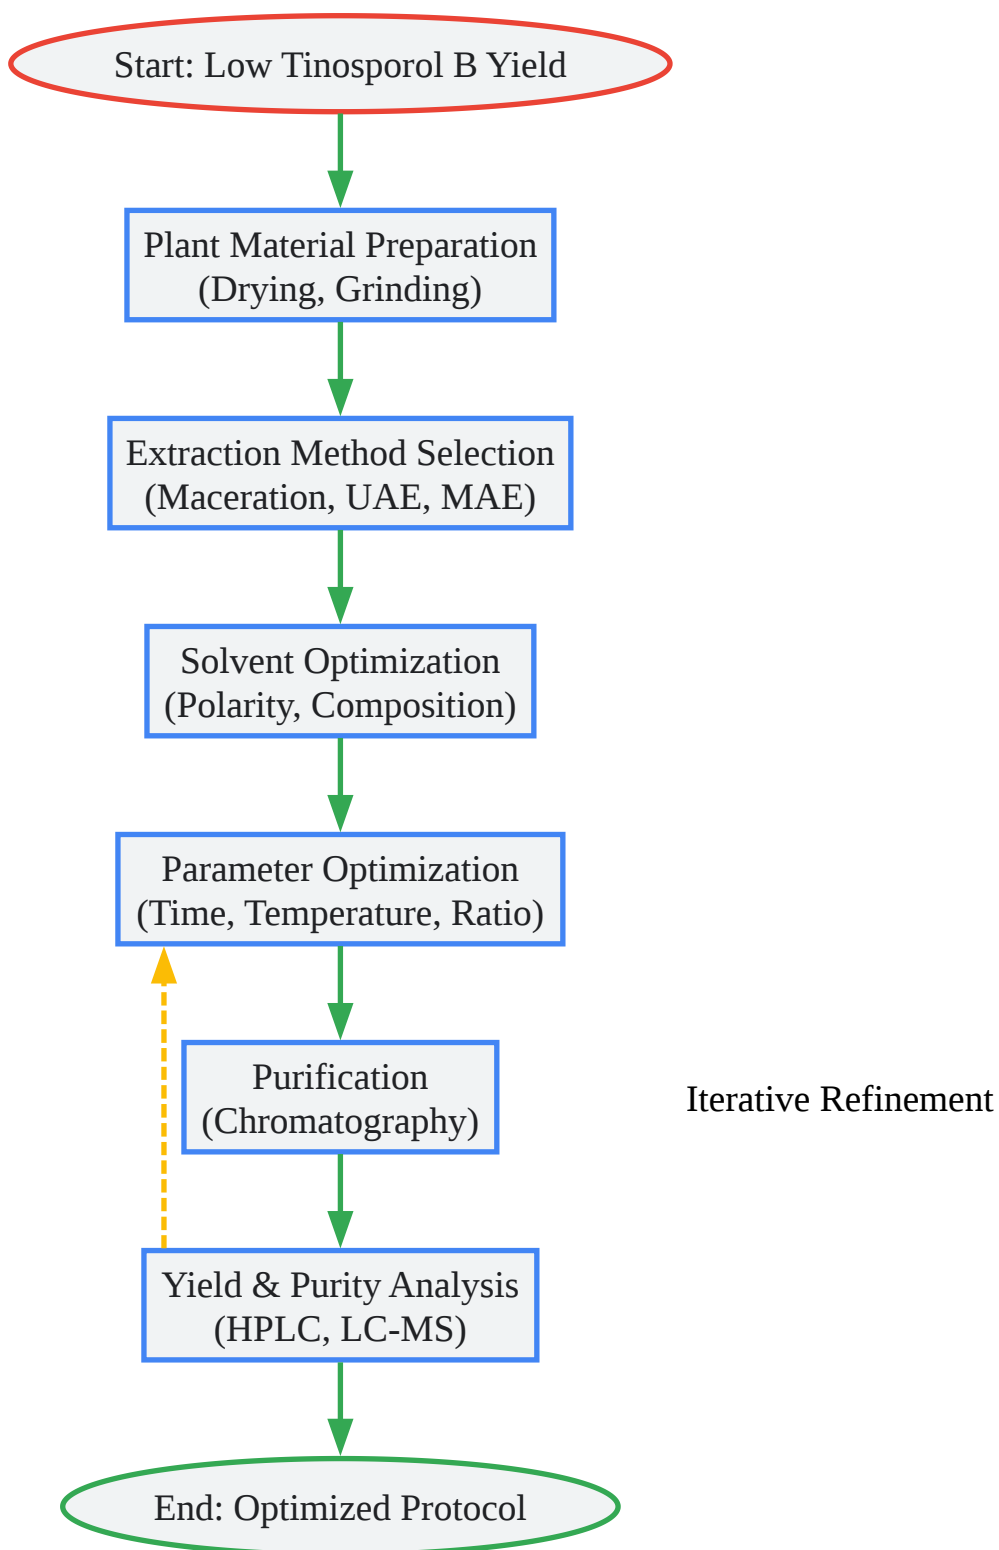 Start: Low Tinosporol B Yield
Plant Material Preparation
(Drying, Grinding)
Extraction Method Selection
(Maceration, UAE, MAE)
Solvent Optimization
(Polarity, Composition)
Parameter Optimization
(Time, Temperature, Ratio)
Purification
(Chromatography)
Iterative Refinement
Yield & Purity Analysis
(HPLC, LC-MS)
End: Optimized Protocol